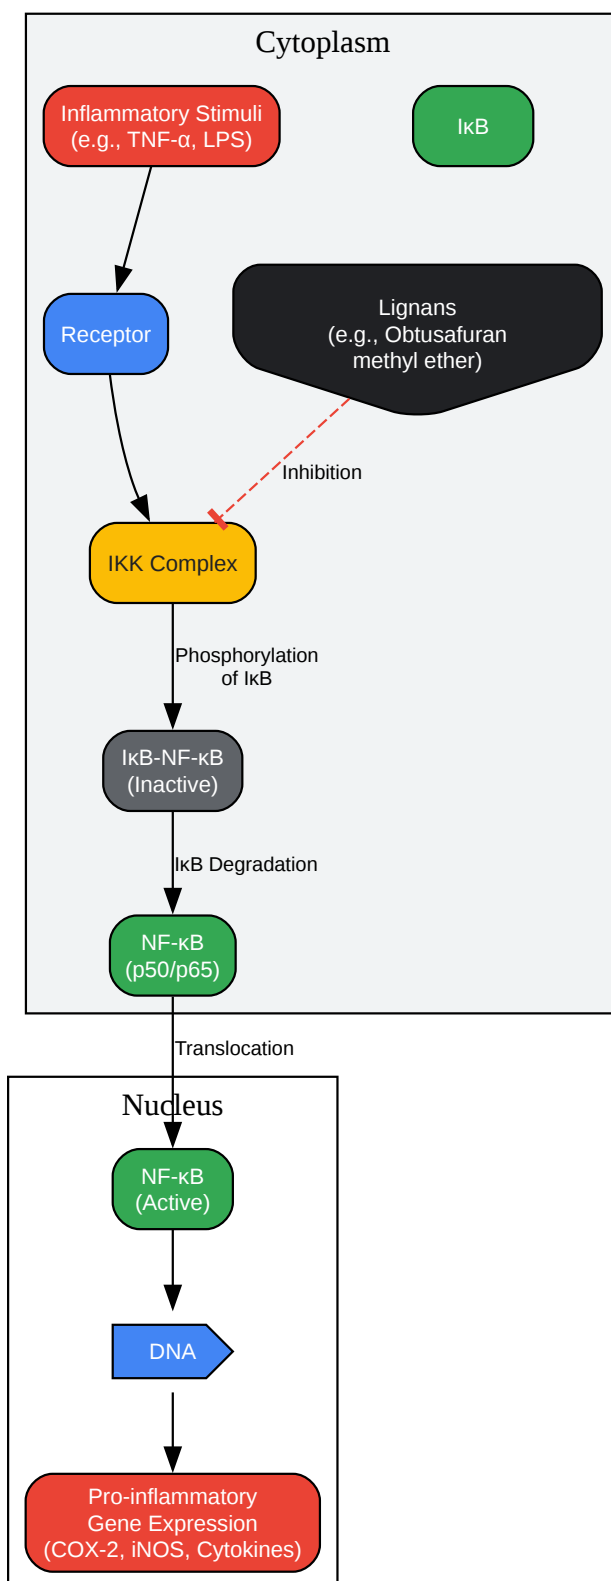 Cytoplasm
Inflammatory Stimuli
(e.g., TNF-α, LPS)
IκB
Receptor
Lignans
(e.g., Obtusafuran
methyl ether)
Inhibition
IKK Complex
Phosphorylation
of IκB
IκB-NF-κB
(Inactive)
IκB Degradation
NF-κB
(p50/p65)
Translocation
Nucleus
NF-κB
(Active)
DNA
Pro-inflammatory
Gene Expression
(COX-2, iNOS, Cytokines)